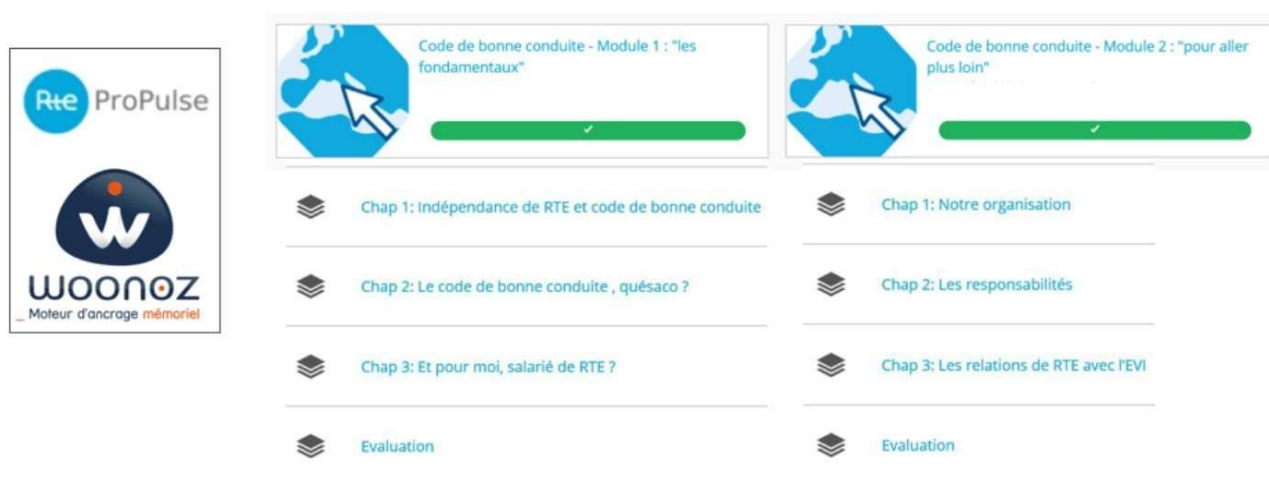 Rte ProPulse
WOONOZ
_ Moteur d'ancrage mémoriel
Code de bonne conduite - Module 1 : "les
fondamentaux"
Chap 1: Indépendance de RTE et code de bonne conduite
Chap 2: Le code de bonne conduite , quésaco ?
Chap 3: Et pour moi, salarié de RTE ?
Evaluation
Code de bonne conduite - Module 2 : "pour aller
plus loin"
Chap 1: Notre organisation
Chap 2: Les responsabilités
Chap 3: Les relations de RTE avec l'EVI
Evaluation